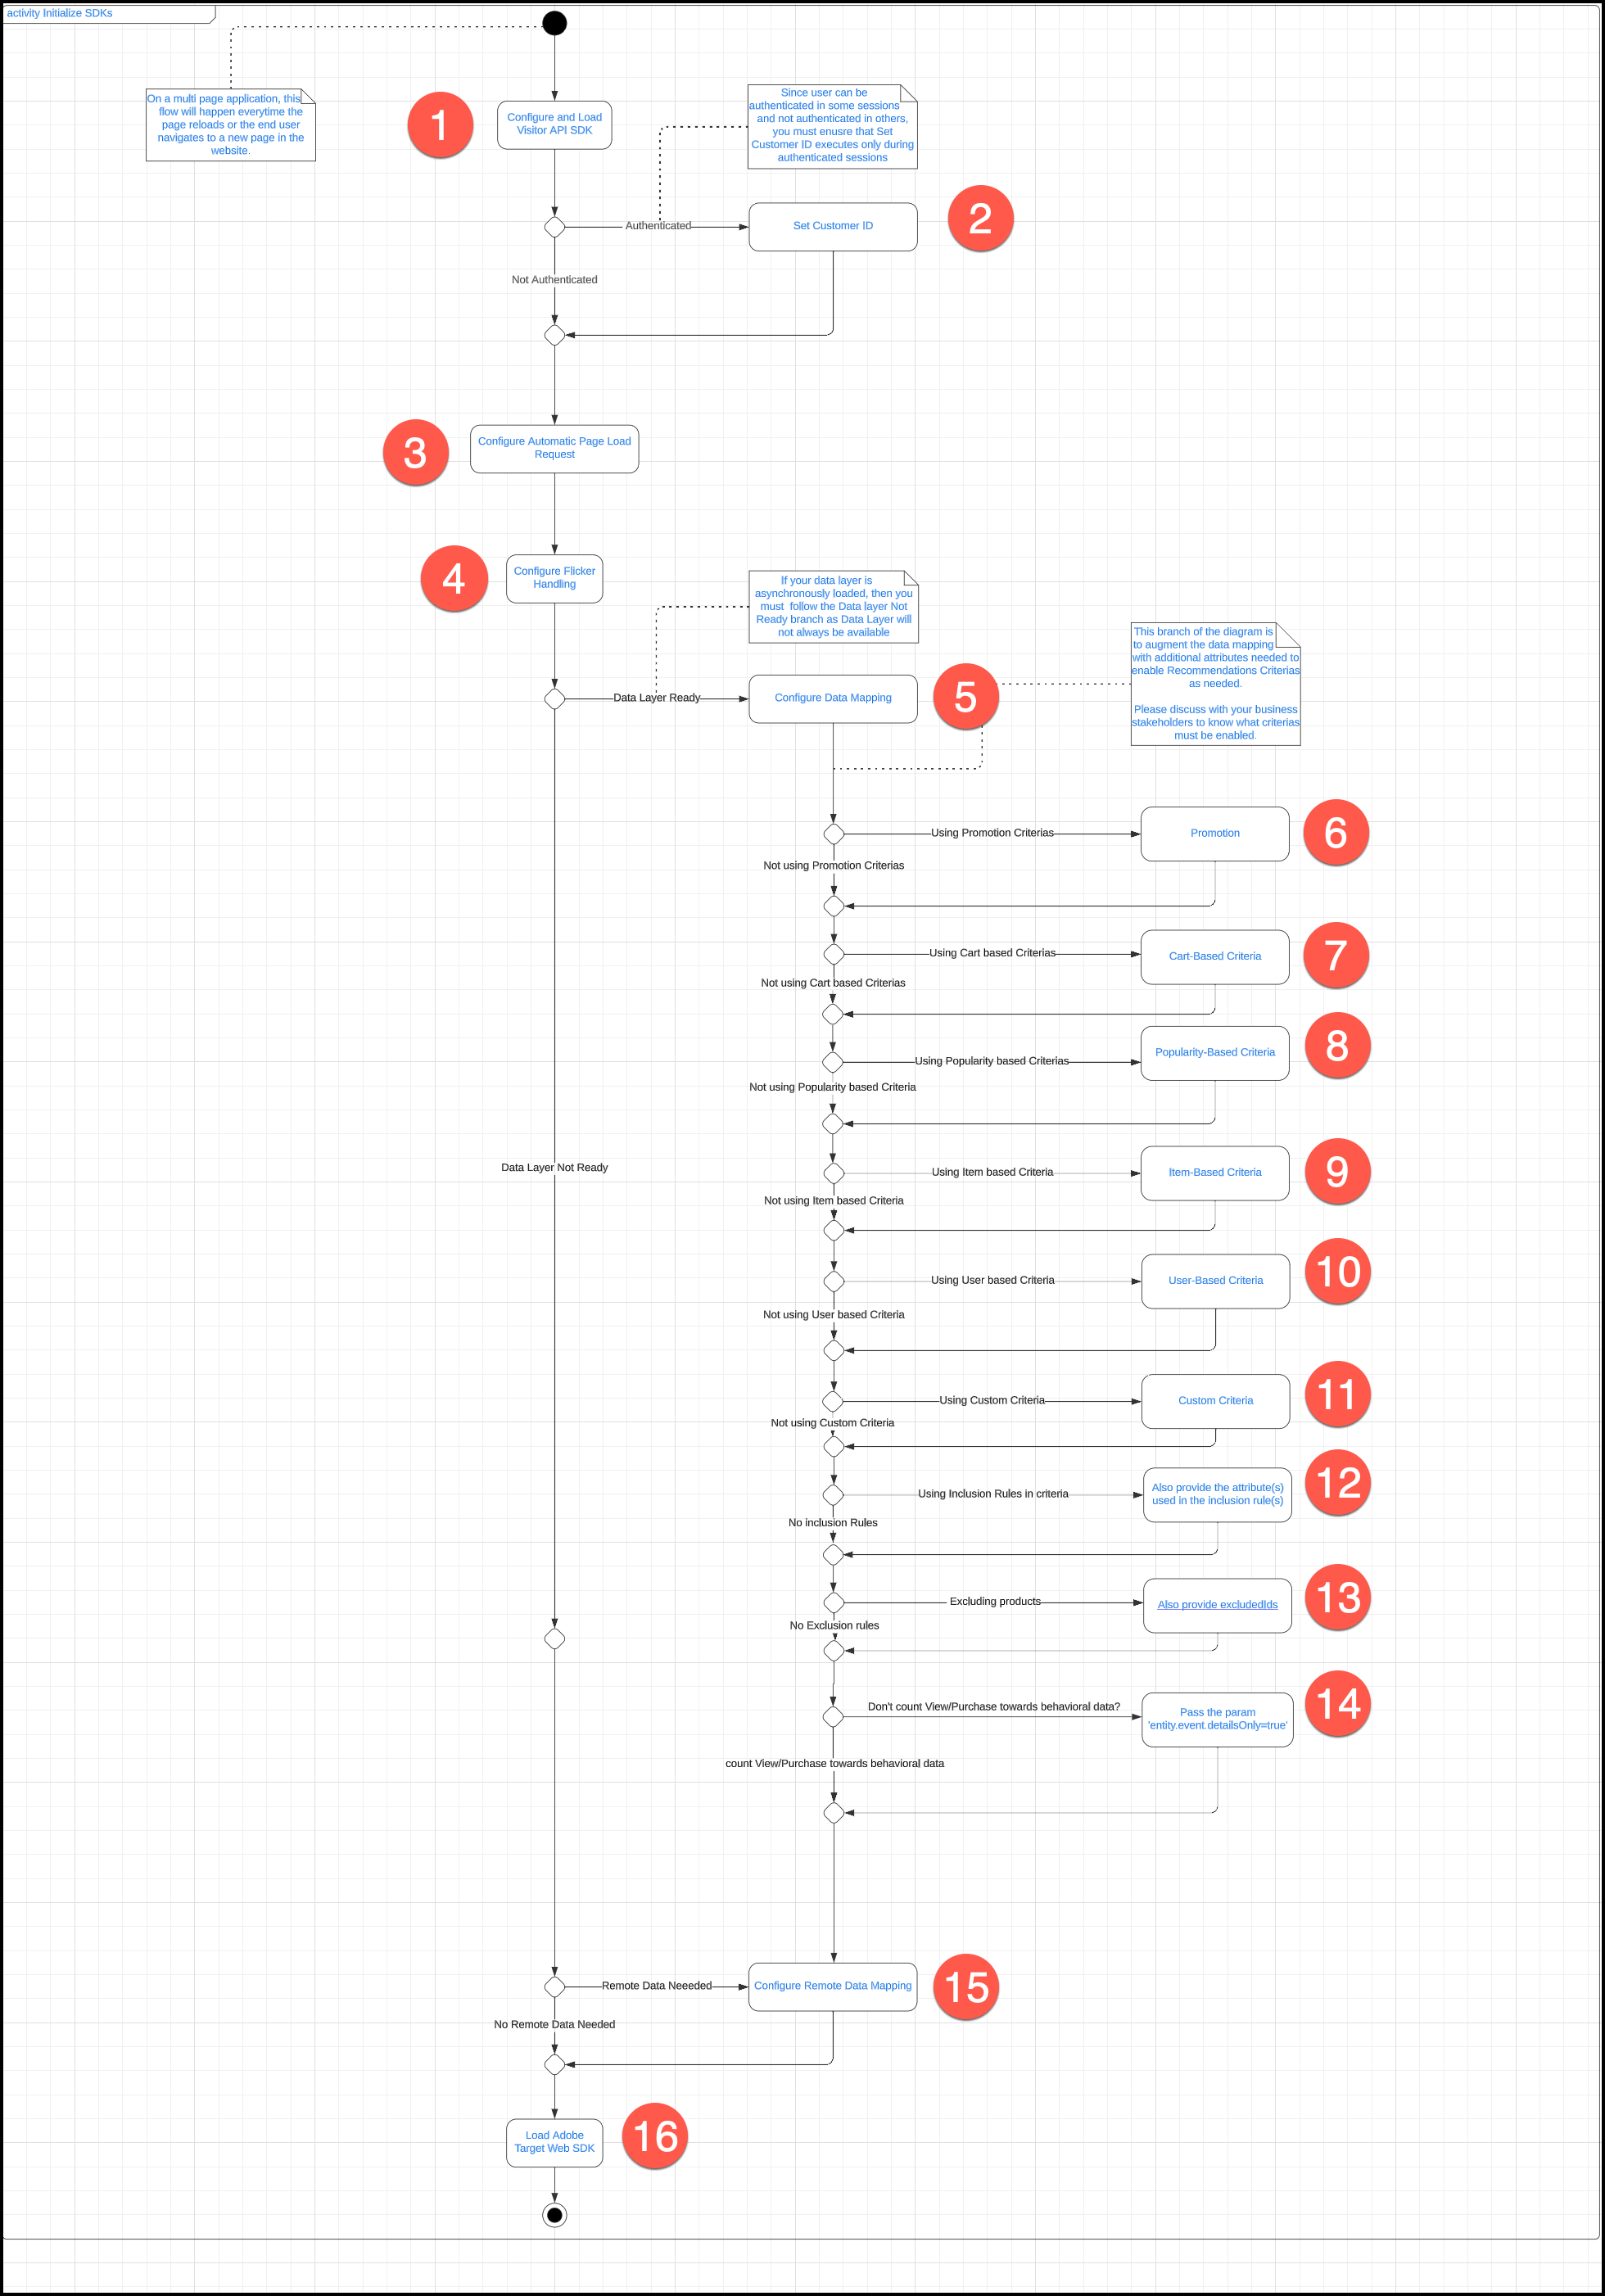 activity Initialize SDKs
On a multi page application, this
flow will happen everytime the
page reloads or the end user
navigates to a new page in the
website.
1
Configure and Load
Visitor API SDK
Since user can be
authenticated in some sessions
and not authenticated in others,
you must enusre that Set
Customer ID executes only during
authenticated sessions
Authenticated
Set Customer ID
2
Not Authenticated
3
Configure Automatic Page Load
Request
4
Configure Flicker
Handling
If your data layer is
asynchronously loaded, then you
must follow the Data layer Not
Ready branch as Data Layer will
not always be available
This branch of the diagram is
to augment the data mapping
with additional attributes needed to
enable Recommendations Criterias
as needed.
Please discuss with your business
stakeholders to know what criterias
must be enabled.
Data Layer Ready
Configure Data Mapping
5
Using Promotion Criterias
Promotion
6
Not using Promotion Criterias
Using Cart based Criterias
Cart-Based Criteria
7
Not using Cart based Criterias
Using Popularity based Criterias
Popularity-Based Criteria
8
Not using Popularity based Criteria
Data Layer Not Ready
Using Item based Criteria
Item-Based Criteria
9
Not using Item based Criteria
Using User based Criteria
User-Based Criteria
10
Not using User based Criteria
Using Custom Criteria
Custom Criteria
11
Not using Custom Criteria
Using Inclusion Rules in criteria
Also provide the attribute(s)
used in the inclusion rule(s)
12
No inclusion Rules
Excluding products
Also provide excludedIds
13
No Exclusion rules
Don't count View/Purchase towards behavioral data?
Pass the param
'entity.event.detailsOnly=true'
14
count View/Purchase towards behavioral data
Remote Data Neeeded
Configure Remote Data Mapping
15
No Remote Data Needed
Load Adobe
Target Web SDK
16